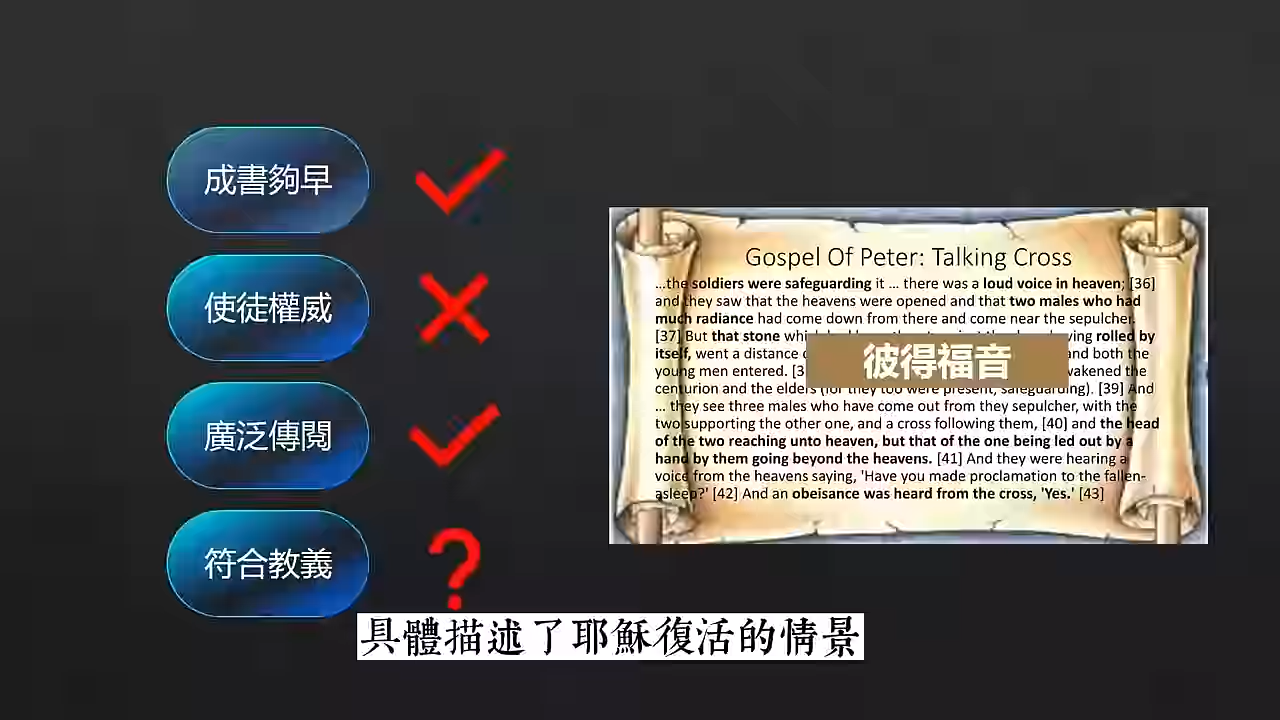 成書夠早
使徒權威
廣泛傳閱
符合教義
Gospel Of Peter: Talking Cross
…the soldiers were safeguarding it … there was a loud voice in heaven; [36]
and they saw that the heavens were opened and that two males who had
much radiance had come down from there and come near the sepulcher.
[37] But that stone rolled by
itself, went a distance and both the
young men entered. [3 wakened the
centurion and the elders (for they too were present, safeguarding). [39] And
… they see three males who have come out from they sepulcher, with the
two supporting the other one, and a cross following them, [40] and the head
of the two reaching unto heaven, but that of the one being led out by a
hand by them going beyond the heavens. [41] And they were hearing a
voice from the heavens saying, 'Have you made proclamation to the fallen-
asleep?' [42] And an obeisance was heard from the cross, 'Yes.' [43]
彼得福音
具體描述了耶穌復活的情景